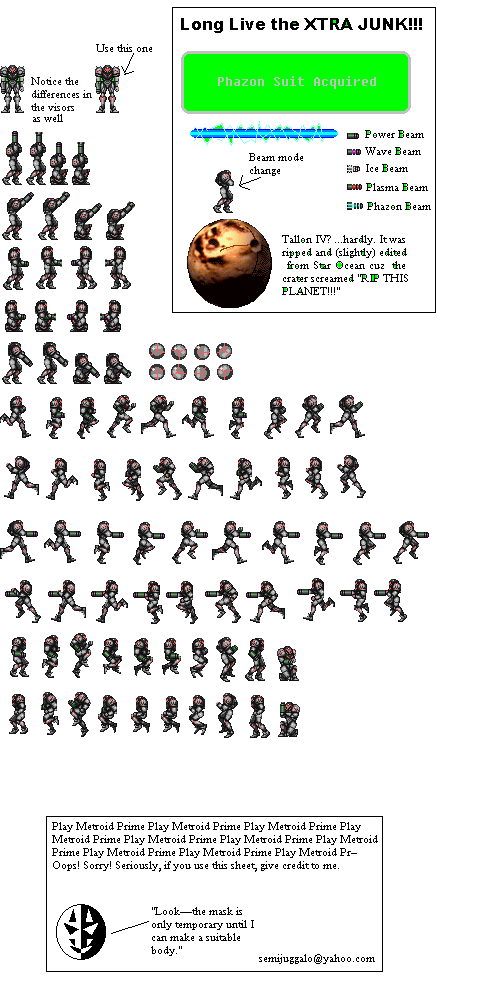 Long Live the XTRA JUNK!!!
Use this one
Notice the
differences in
the visors
as well
Phazon Suit Acquired
Power Beam
Wave Beam
Ice Beam
Plasma Beam
Phazon Beam
Beam mode
change
Tallon IV? ...hardly. It was
ripped and (slightly) edited
from Star Ocean cuz the
crater screamed "RIP THIS
PLANET!!!"
Play Metroid Prime Play Metroid Prime Play Metroid Prime Play
Metroid Prime Play Metroid Prime Play Metroid Prime Play Metroid
Prime Play Metroid Prime Play Metroid Prime Play Metroid Pr--
Oops! Sorry! Seriously, if you use this sheet, give credit to me.
"Look—the mask is
only temporary until I
can make a suitable
body."
semijuggalo@yahoo.com